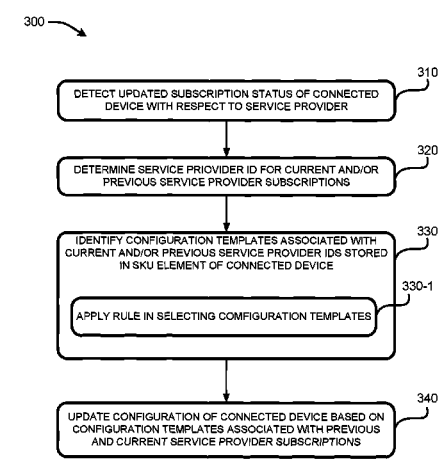 300
310
DETECT UPDATED SUBSCRIPTION STATUS OF CONNECTED
DEVICE WITH RESPECT TO SERVICE PROVIDER
320
DETERMINE SERVICE PROVIDER ID FOR CURRENT AND/OR
PREVIOUS SERVICE PROVIDER SUBSCRIPTIONS
330
IDENTIFY CONFIGURATION TEMPLATES ASSOCIATED WITH
CURRENT AND/OR PREVIOUS SERVICE PROVIDER IDS STORED
IN SKU ELEMENT OF CONNECTED DEVICE
330-1
APPLY RULE IN SELECTING COMFIGURATION TEMPLATES
340
UPDATE CONFIGURATION OF CONNECTED DEVICE BASED ON
CONFIGURATION TEMPLATES ASSOCIATED WITH PREVIOUS
AND CURRENT SERVICE PROVIDER SUBSCRIPTIONS